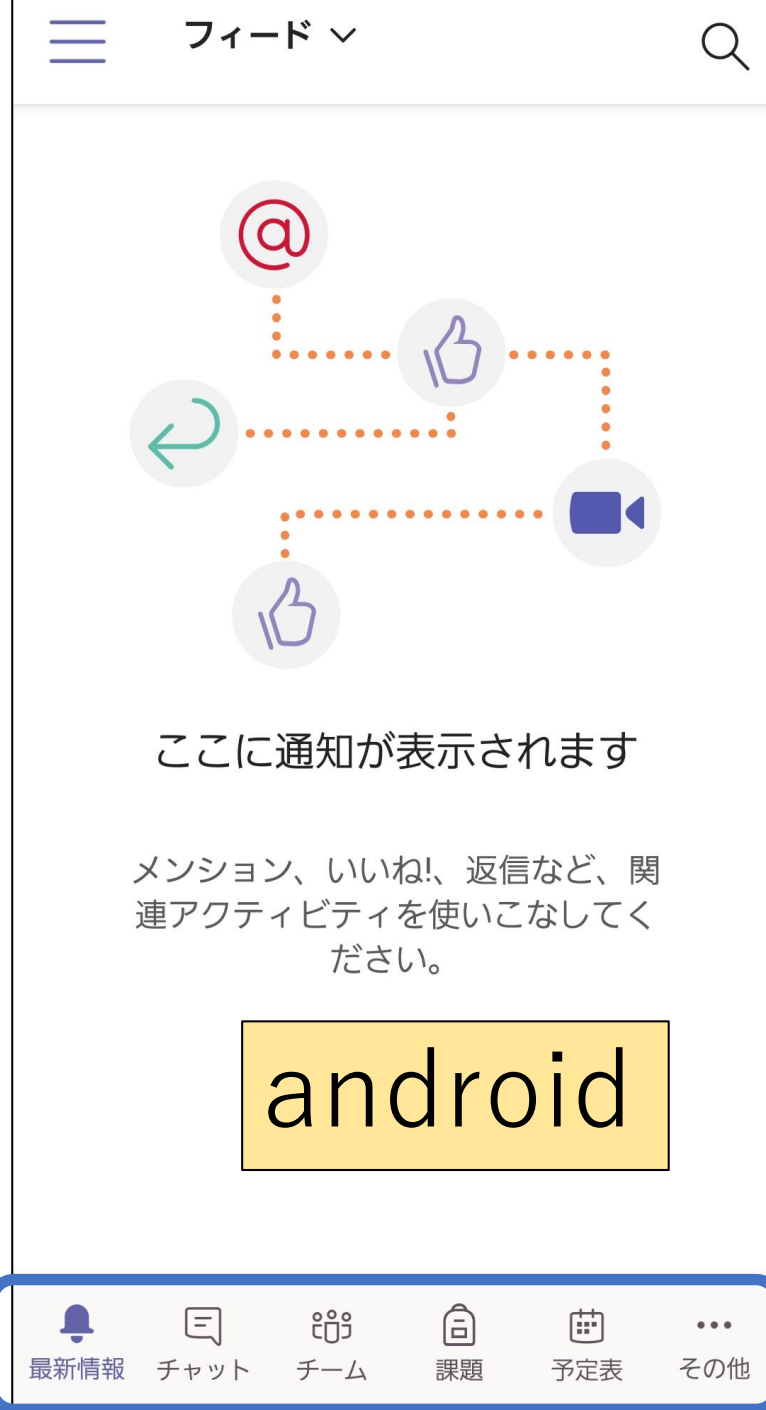 フィード
ここに通知が表示されます
メンション、いいね!、返信など、関
連アクティビティを使いこなしてく
ださい。
android
最新情報 チャット チーム 課題 予定表 その他